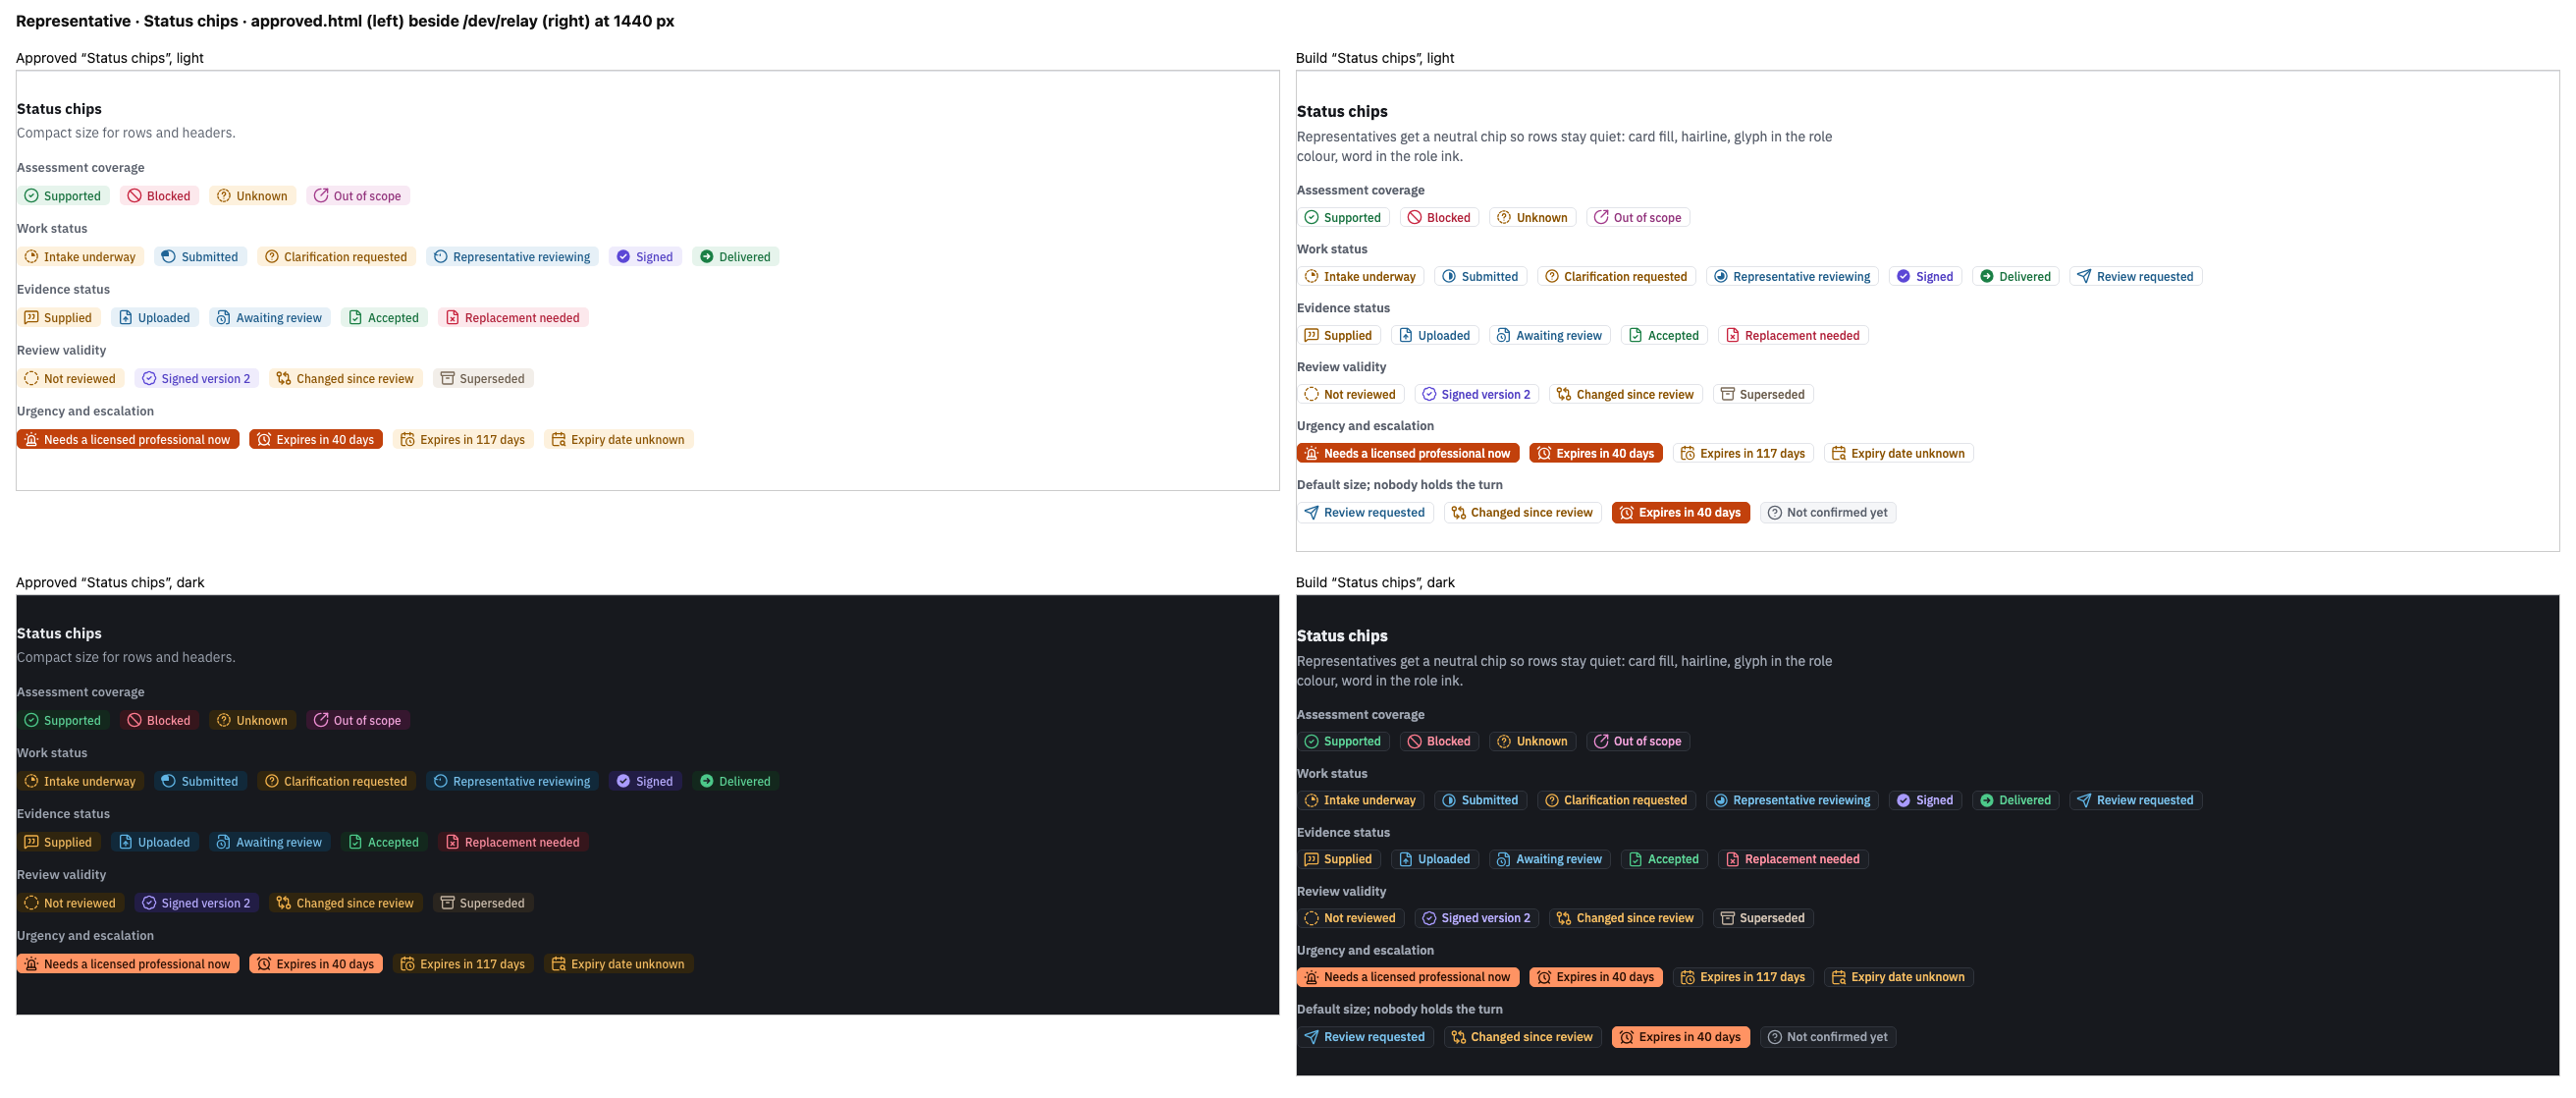 Representative · Status chips · approved.html (left) beside /dev/relay (right) at 1440 px
Approved “Status chips”, light
Status chips
Compact size for rows and headers.
Assessment coverage
Supported Blocked Unknown Out of scope
Work status
Intake underway Submitted Clarification requested Representative reviewing Signed Delivered
Evidence status
Supplied Uploaded Awaiting review Accepted Replacement needed
Review validity
Not reviewed Signed version 2 Changed since review Superseded
Urgency and escalation
Needs a licensed professional now Expires in 40 days Expires in 117 days Expiry date unknown
Build “Status chips”, light
Status chips
Representatives get a neutral chip so rows stay quiet: card fill, hairline, glyph in the role
colour, word in the role ink.
Assessment coverage
Supported Blocked Unknown Out of scope
Work status
Intake underway Submitted Clarification requested Representative reviewing Signed Delivered Review requested
Evidence status
Supplied Uploaded Awaiting review Accepted Replacement needed
Review validity
Not reviewed Signed version 2 Changed since review Superseded
Urgency and escalation
Needs a licensed professional now Expires in 40 days Expires in 117 days Expiry date unknown
Default size; nobody holds the turn
Review requested Changed since review Expires in 40 days Not confirmed yet
Approved “Status chips”, dark
Status chips
Compact size for rows and headers.
Assessment coverage
Supported Blocked Unknown Out of scope
Work status
Intake underway Submitted Clarification requested Representative reviewing Signed Delivered
Evidence status
Supplied Uploaded Awaiting review Accepted Replacement needed
Review validity
Not reviewed Signed version 2 Changed since review Superseded
Urgency and escalation
Needs a licensed professional now Expires in 40 days Expires in 117 days Expiry date unknown
Build “Status chips”, dark
Status chips
Representatives get a neutral chip so rows stay quiet: card fill, hairline, glyph in the role
colour, word in the role ink.
Assessment coverage
Supported Blocked Unknown Out of scope
Work status
Intake underway Submitted Clarification requested Representative reviewing Signed Delivered Review requested
Evidence status
Supplied Uploaded Awaiting review Accepted Replacement needed
Review validity
Not reviewed Signed version 2 Changed since review Superseded
Urgency and escalation
Needs a licensed professional now Expires in 40 days Expires in 117 days Expiry date unknown
Default size; nobody holds the turn
Review requested Changed since review Expires in 40 days Not confirmed yet